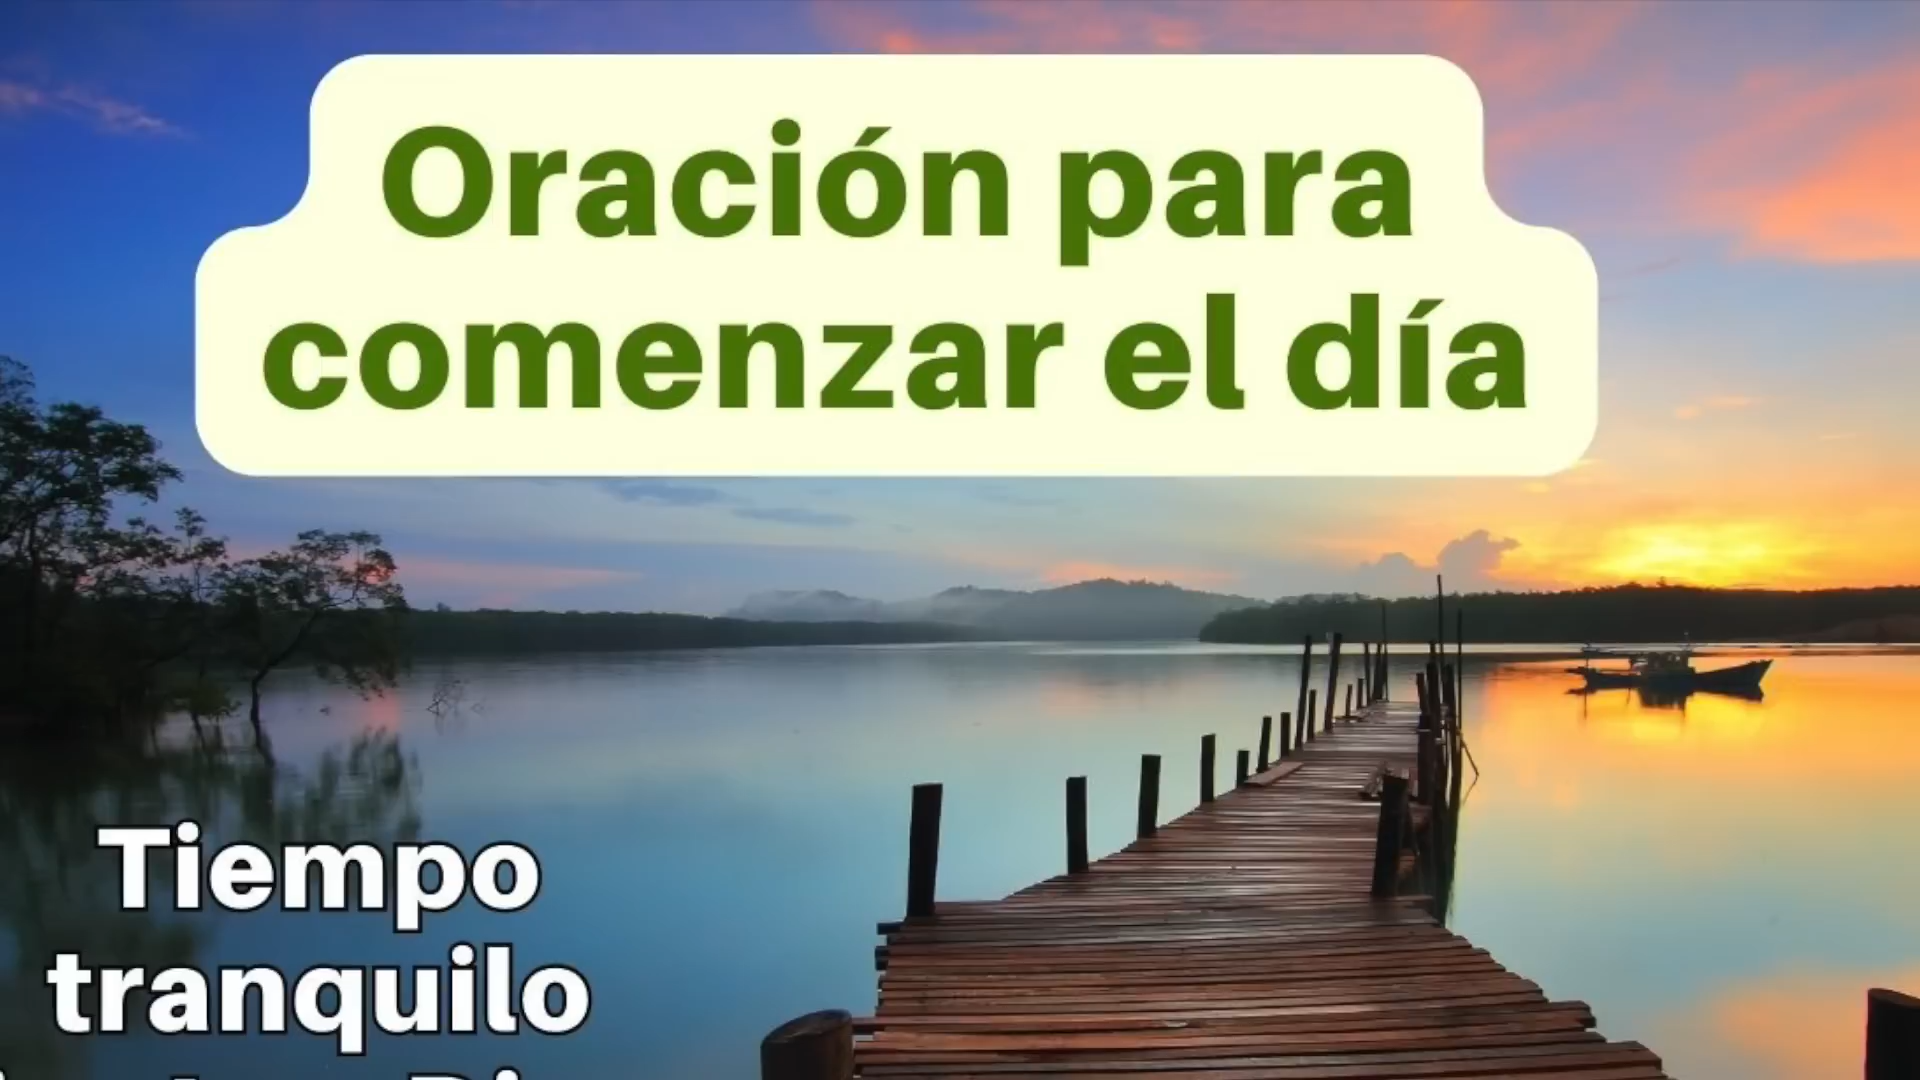 Oración para
comenzar el día
Tiempo
tranquilo